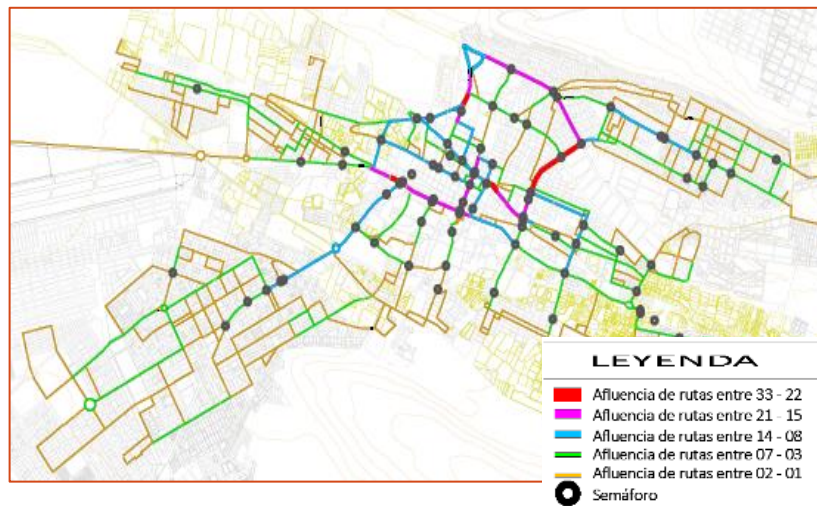 LEYENDA
Afluencia de rutas entre 33 - 22
Afluencia de rutas entre 21 - 15
Afluencia de rutas entre 14 - 08
Afluencia de rutas entre 07 - 03
Afluencia de rutas entre 02 - 01
Semáforo